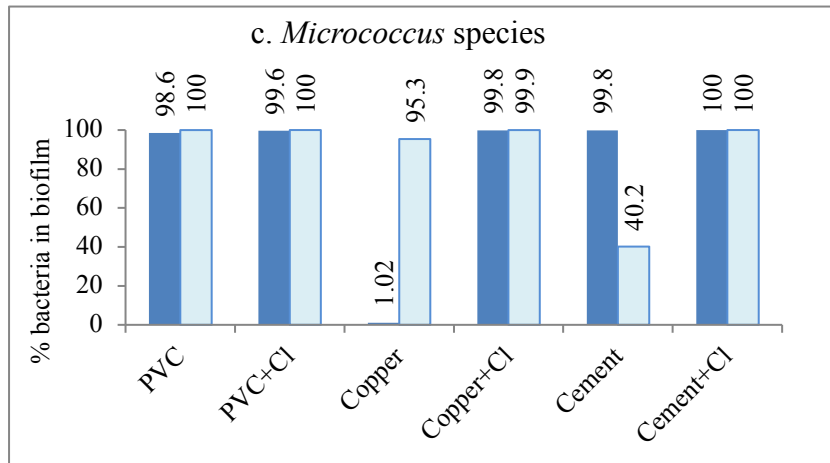 c. Micrococcus species
98.6 100 99.6 100 1.02 95.3 99.8 99.9 99.8 40.2 100 100
% bacteria in biofilm
100
80
60
40
20
0
PVC PVC+Cl Copper Copper+Cl Cement Cement+Cl